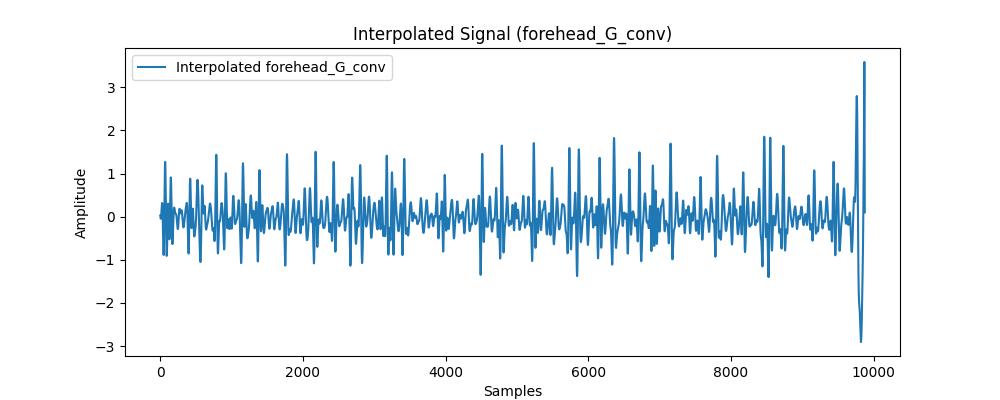 Interpolated Signal (forehead_G_conv)
Interpolated forehead_G_conv
3
2
1
0
−1
−2
−3
Amplitude
0 2000 4000 6000 8000 10000
Samples